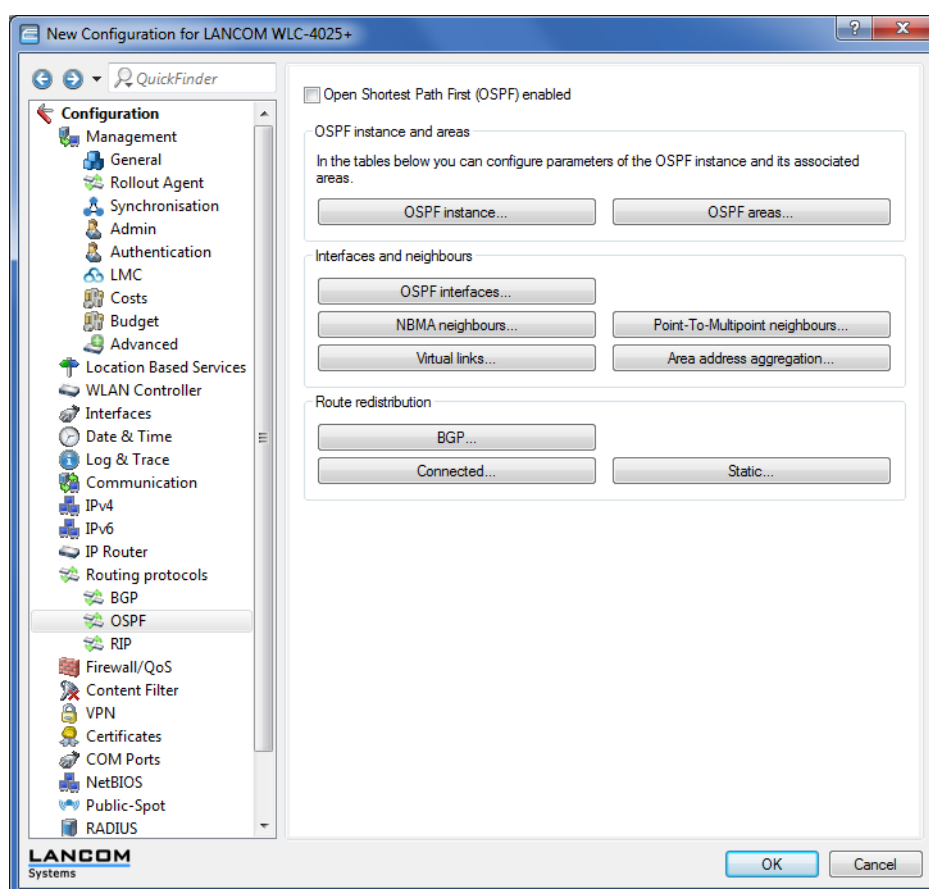 New Configuration for LANCOM WLC-4025+
QuickFinder
Configuration
Management
General
Rollout Agent
Synchronisation
Admin
Authentication
LMC
Costs
Budget
Advanced
Location Based Services
WLAN Controller
Interfaces
Date & Time
Log & Trace
Communication
IPv4
IPv6
IP Router
Routing protocols
BGP
OSPF
RIP
Firewall/QoS
Content Filter
VPN
Certificates
COM Ports
NetBIOS
Public-Spot
RADIUS
Open Shortest Path First (OSPF) enabled
OSPF instance and areas
In the tables below you can configure parameters of the OSPF instance and its associated
areas.
OSPF instance... OSPF areas...
Interfaces and neighbours
OSPF interfaces...
NBMA neighbours... Point-To-Multipoint neighbours...
Virtual links... Area address aggregation...
Route redistribution
BGP...
Connected... Static...
LANCOM
Systems
OK Cancel